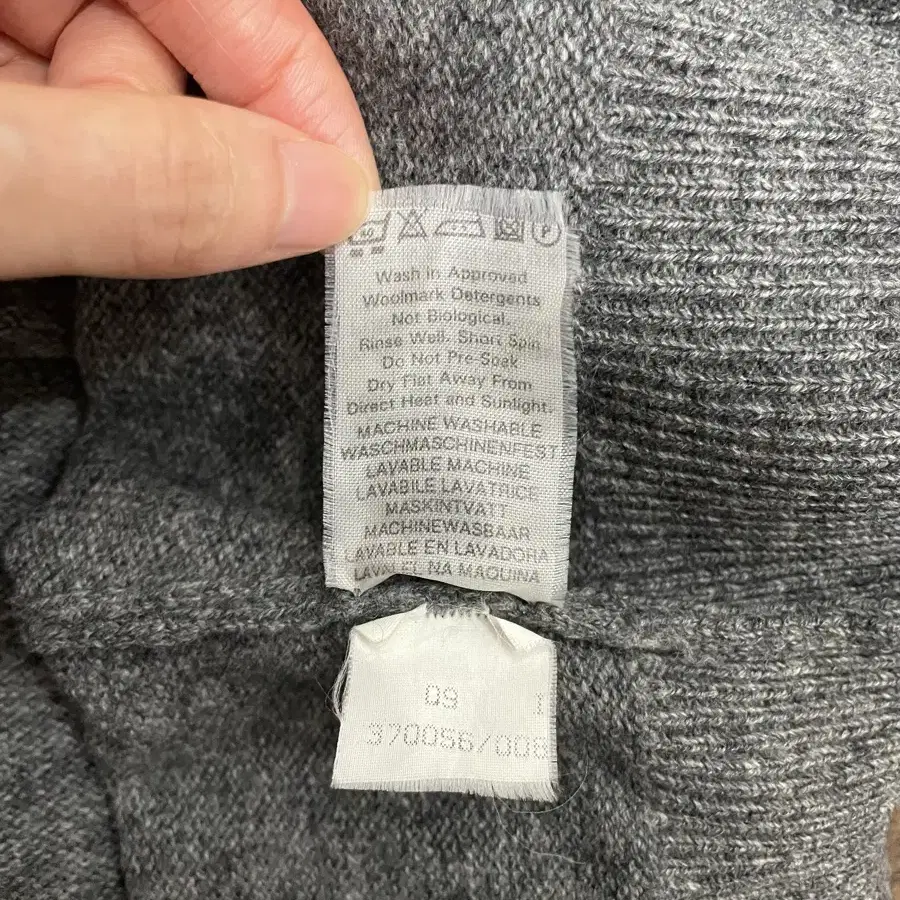 40 P
Wash in Approved
Woolmark Detergents
Not Biological.
Rinse Well. Short Spin
Do Not Pre-Soak
Dry Flat Away From
Direct Heat and Sunlight.
MACHINE WASHABLE
WASCHMASCHINENFEST
LAVABLE MACHINE
LAVABILE LAVATRICE
MASKINTVATT
MACHINEWASBAAR
LAVABLE EN LAVADORA
LAVAVEL NA MAQUINA
09 1
370056/008